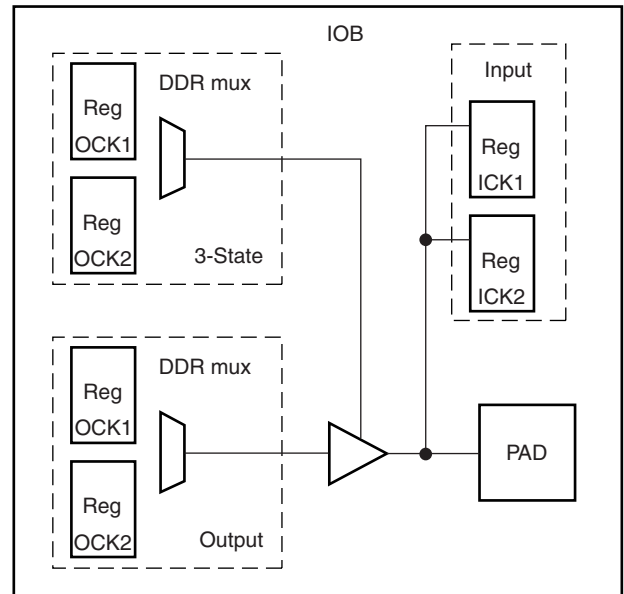 IOB
DDR mux
Reg
OCK1
Reg
OCK2
3-State
Input
Reg
ICK1
Reg
ICK2
DDR mux
Reg
OCK1
Reg
OCK2
Output
PAD